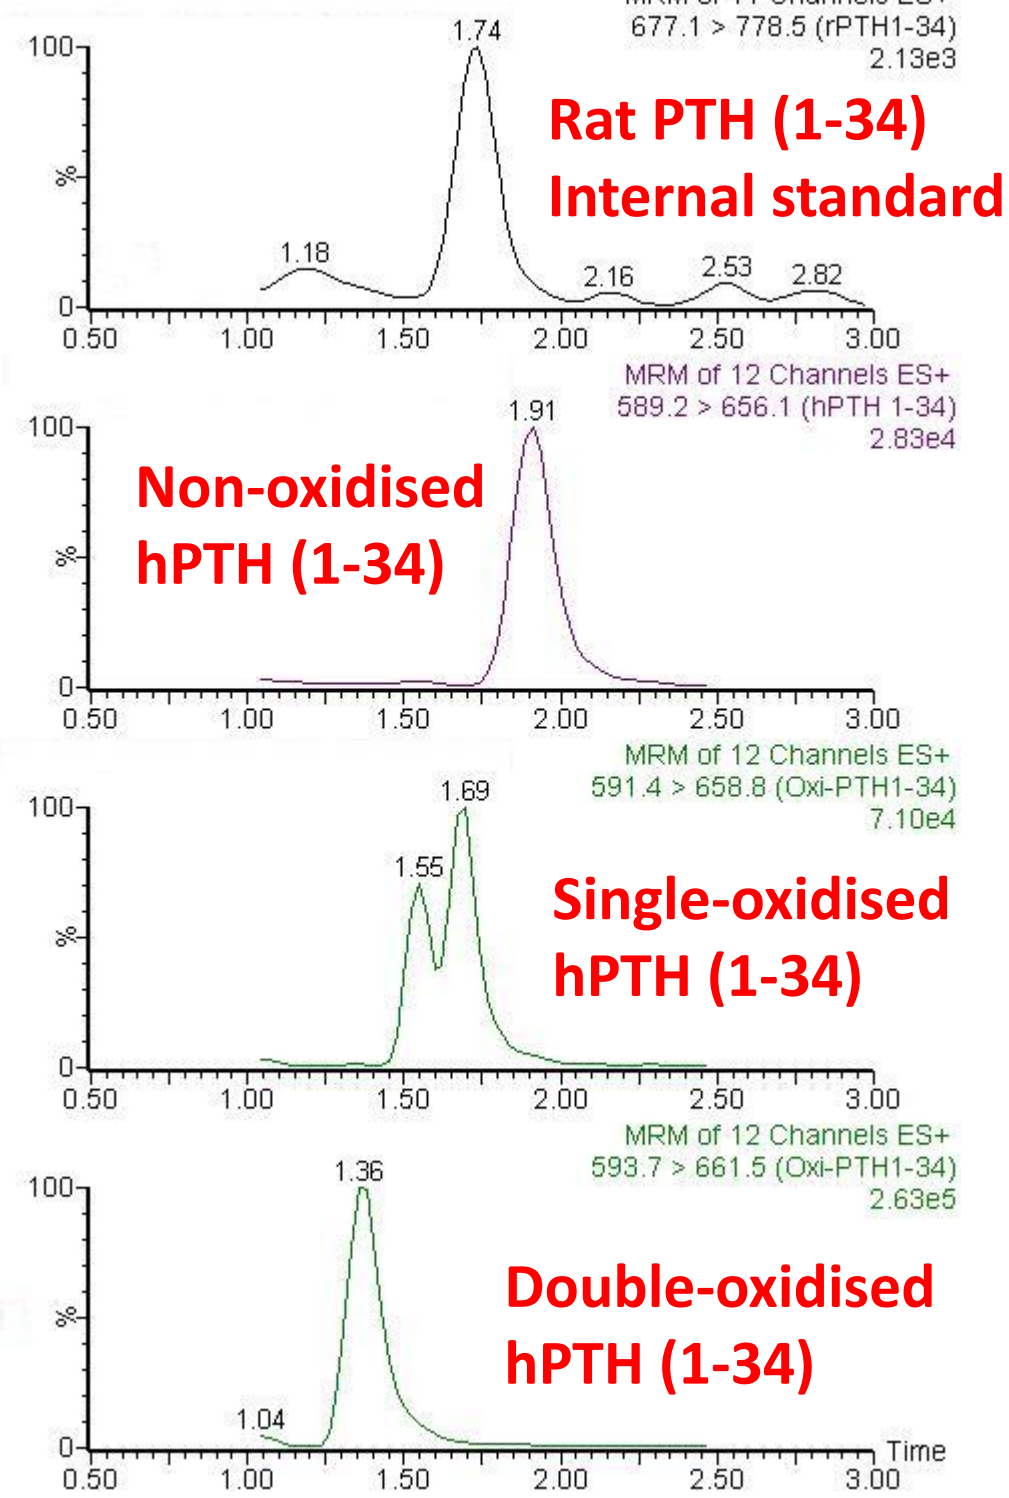 MRM of 11 Channels ES+
677.1 > 778.5 (rPTH1-34)
2.13e3
1.74
100
Rat PTH (1-34)
Internal standard
%
1.18
2.16
2.53
2.82
0
0.50 1.00 1.50 2.00 2.50 3.00
MRM of 12 Channels ES+
589.2 > 656.1 (hPTH 1-34)
2.83e4
1.91
100
Non-oxidised
hPTH (1-34)
%
0
0.50 1.00 1.50 2.00 2.50 3.00
MRM of 12 Channels ES+
591.4 > 658.8 (Oxi-PTH1-34)
7.10e4
1.69
100
1.55
Single-oxidised
hPTH (1-34)
%
0
0.50 1.00 1.50 2.00 2.50 3.00
MRM of 12 Channels ES+
593.7 > 661.5 (Oxi-PTH1-34)
2.63e5
1.36
100
Double-oxidised
hPTH (1-34)
%
1.04
0
Time
0.50 1.00 1.50 2.00 2.50 3.00